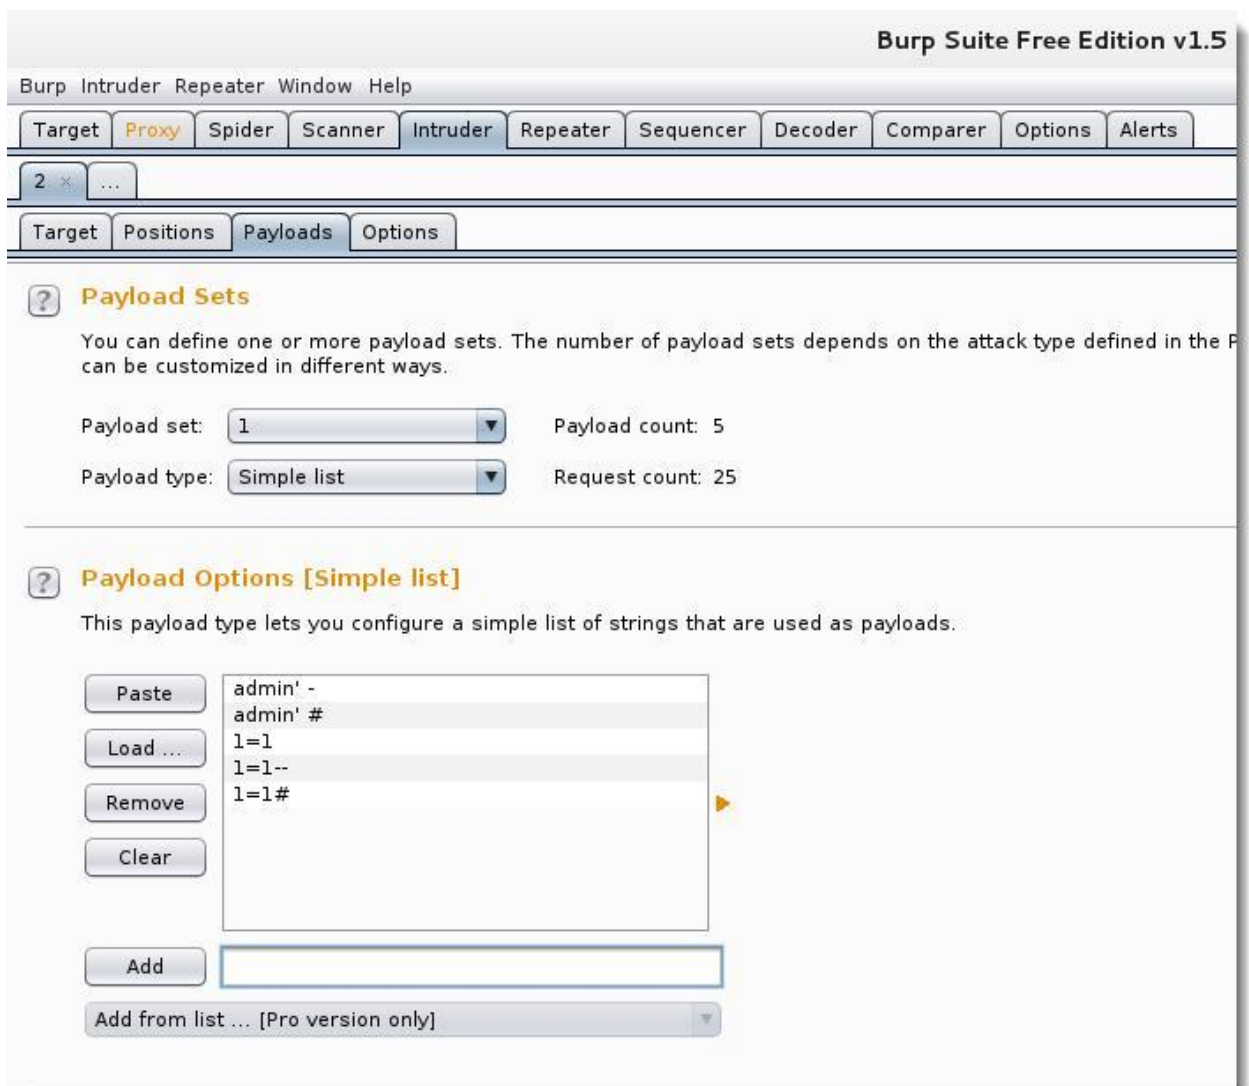 Burp Suite Free Edition v1.5
Burp Intruder Repeater Window Help
Target Proxy Spider Scanner Intruder Repeater Sequencer Decoder Comparer Options Alerts
2 × ...
Target Positions Payloads Options
? Payload Sets
You can define one or more payload sets. The number of payload sets depends on the attack type defined in the P
can be customized in different ways.
Payload set: 1 Payload count: 5
Payload type: Simple list Request count: 25
? Payload Options [Simple list]
This payload type lets you configure a simple list of strings that are used as payloads.
Paste
Load ...
Remove
Clear
admin' -
admin' #
1=1
1=1--
1=1#
Add
Add from list ... [Pro version only]